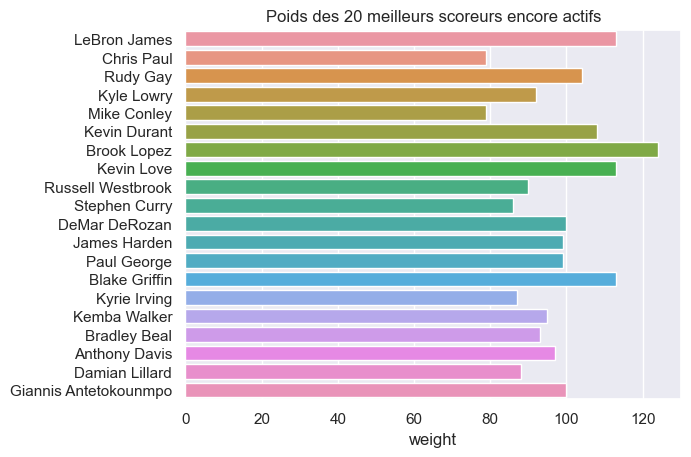 Poids des 20 meilleurs scoreurs encore actifs
LeBron James
Chris Paul
Rudy Gay
Kyle Lowry
Mike Conley
Kevin Durant
Brook Lopez
Kevin Love
Russell Westbrook
Stephen Curry
DeMar DeRozan
James Harden
Paul George
Blake Griffin
Kyrie Irving
Kemba Walker
Bradley Beal
Anthony Davis
Damian Lillard
Giannis Antetokounmpo
0 20 40 60 80 100 120
weight